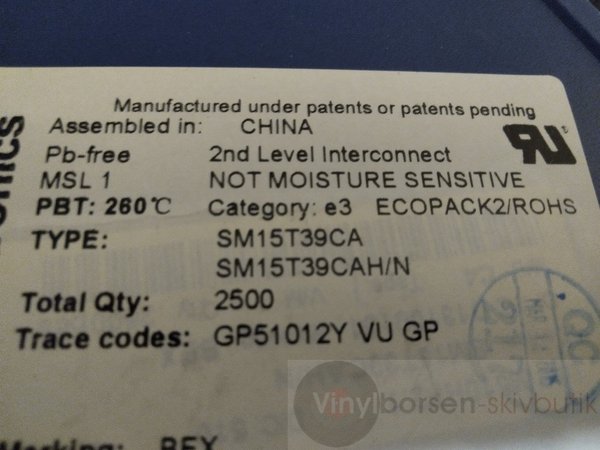 Manufactured under patents or patents pending
Assembled in: CHINA
Pb-free 2nd Level Interconnect
MSL 1 NOT MOISTURE SENSITIVE
PBT: 260℃ Category: e3 ECOPACK2/ROHS
TYPE: SM15T39CA
SM15T39CAH/N
Total Qty: 2500
Trace codes: GP51012Y VU GP
QC
Vinylborsen-skivbutik